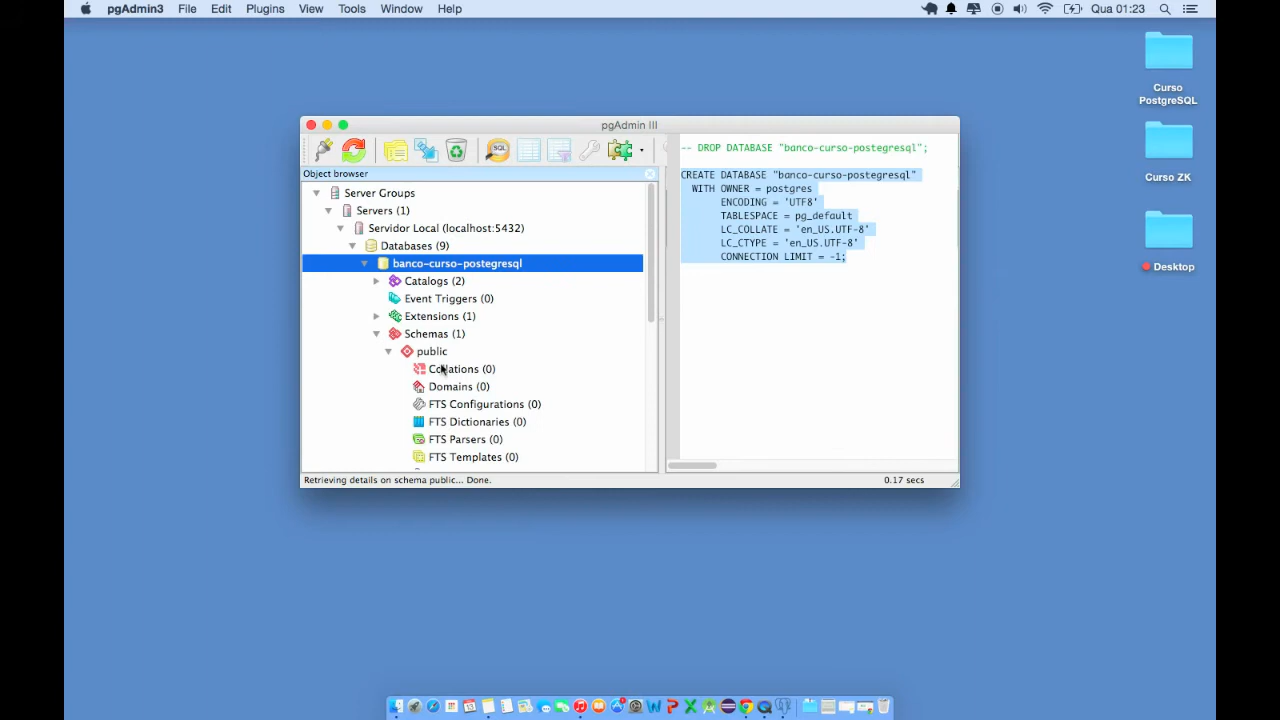 pgAdmin3 File Edit Plugins View Tools Window Help Qua 01:23
Curso
PostgreSQL
Curso ZK
Desktop
pgAdmin III
SQL
Object browser
Server Groups
Servers (1)
Servidor Local (localhost:5432)
Databases (9)
banco-curso-postegresql
Catalogs (2)
Event Triggers (0)
Extensions (1)
Schemas (1)
public
Collations (0)
Domains (0)
FTS Configurations (0)
FTS Dictionaries (0)
FTS Parsers (0)
FTS Templates (0)
-- DROP DATABASE "banco-curso-postegresql";
CREATE DATABASE "banco-curso-postegresql"
WITH OWNER = postgres
ENCODING = 'UTF8'
TABLESPACE = pg_default
LC_COLLATE = 'en_US.UTF-8'
LC_CTYPE = 'en_US.UTF-8'
CONNECTION LIMIT = -1;
Retrieving details on schema public... Done. 0.17 secs